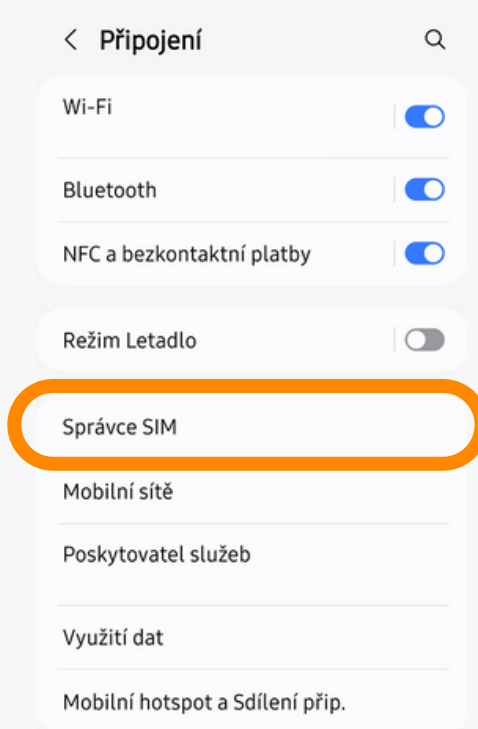 Připojení
Wi-Fi
Bluetooth
NFC a bezkontaktní platby
Režim Letadlo
Správce SIM
Mobilní sítě
Poskytovatel služeb
Využití dat
Mobilní hotspot a Sdílení přip.